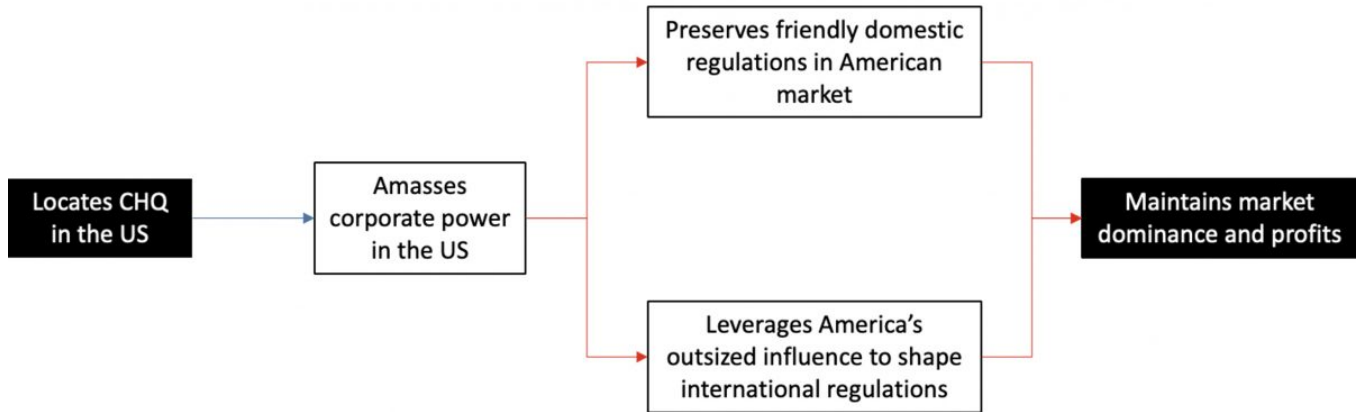 Preserves friendly domestic
regulations in American
market
Locates CHQ
in the US
Amasses
corporate power
in the US
Maintains market
dominance and profits
Leverages America’s
outsized influence to shape
international regulations